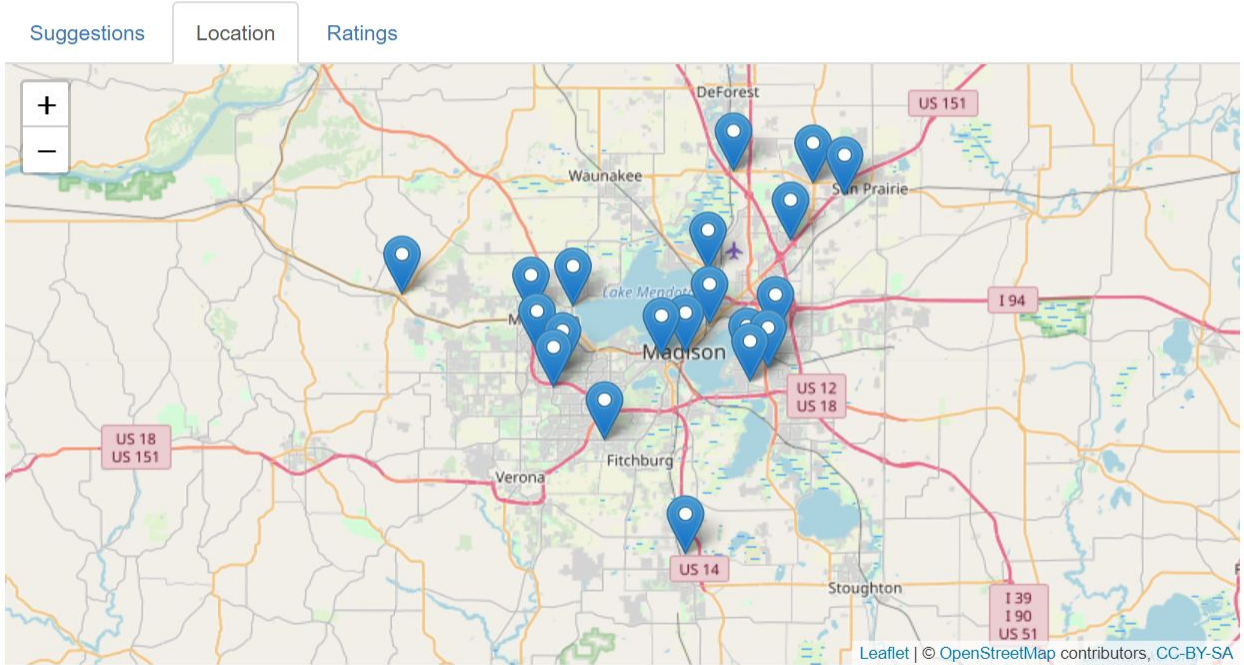 Suggestions
Location
Ratings
+
−
DeForest
US 151
Waunakee
Sun Prairie
Lake Mendota
I 94
Madison
US 12
US 18
US 18
US 151
Fitchburg
Verona
US 14
Stoughton
I 39
I 90
US 51
Leaflet | © OpenStreetMap contributors, CC-BY-SA